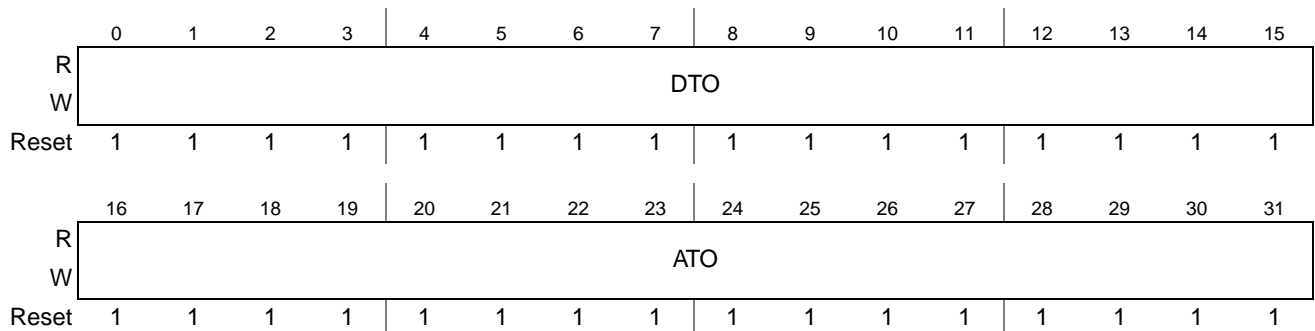 0 1 2 3 4 5 6 7 8 9 10 11 12 13 14 15
R
DTO
W
Reset 1 1 1 1 1 1 1 1 1 1 1 1 1 1 1 1
16 17 18 19 20 21 22 23 24 25 26 27 28 29 30 31
R
ATO
W
Reset 1 1 1 1 1 1 1 1 1 1 1 1 1 1 1 1